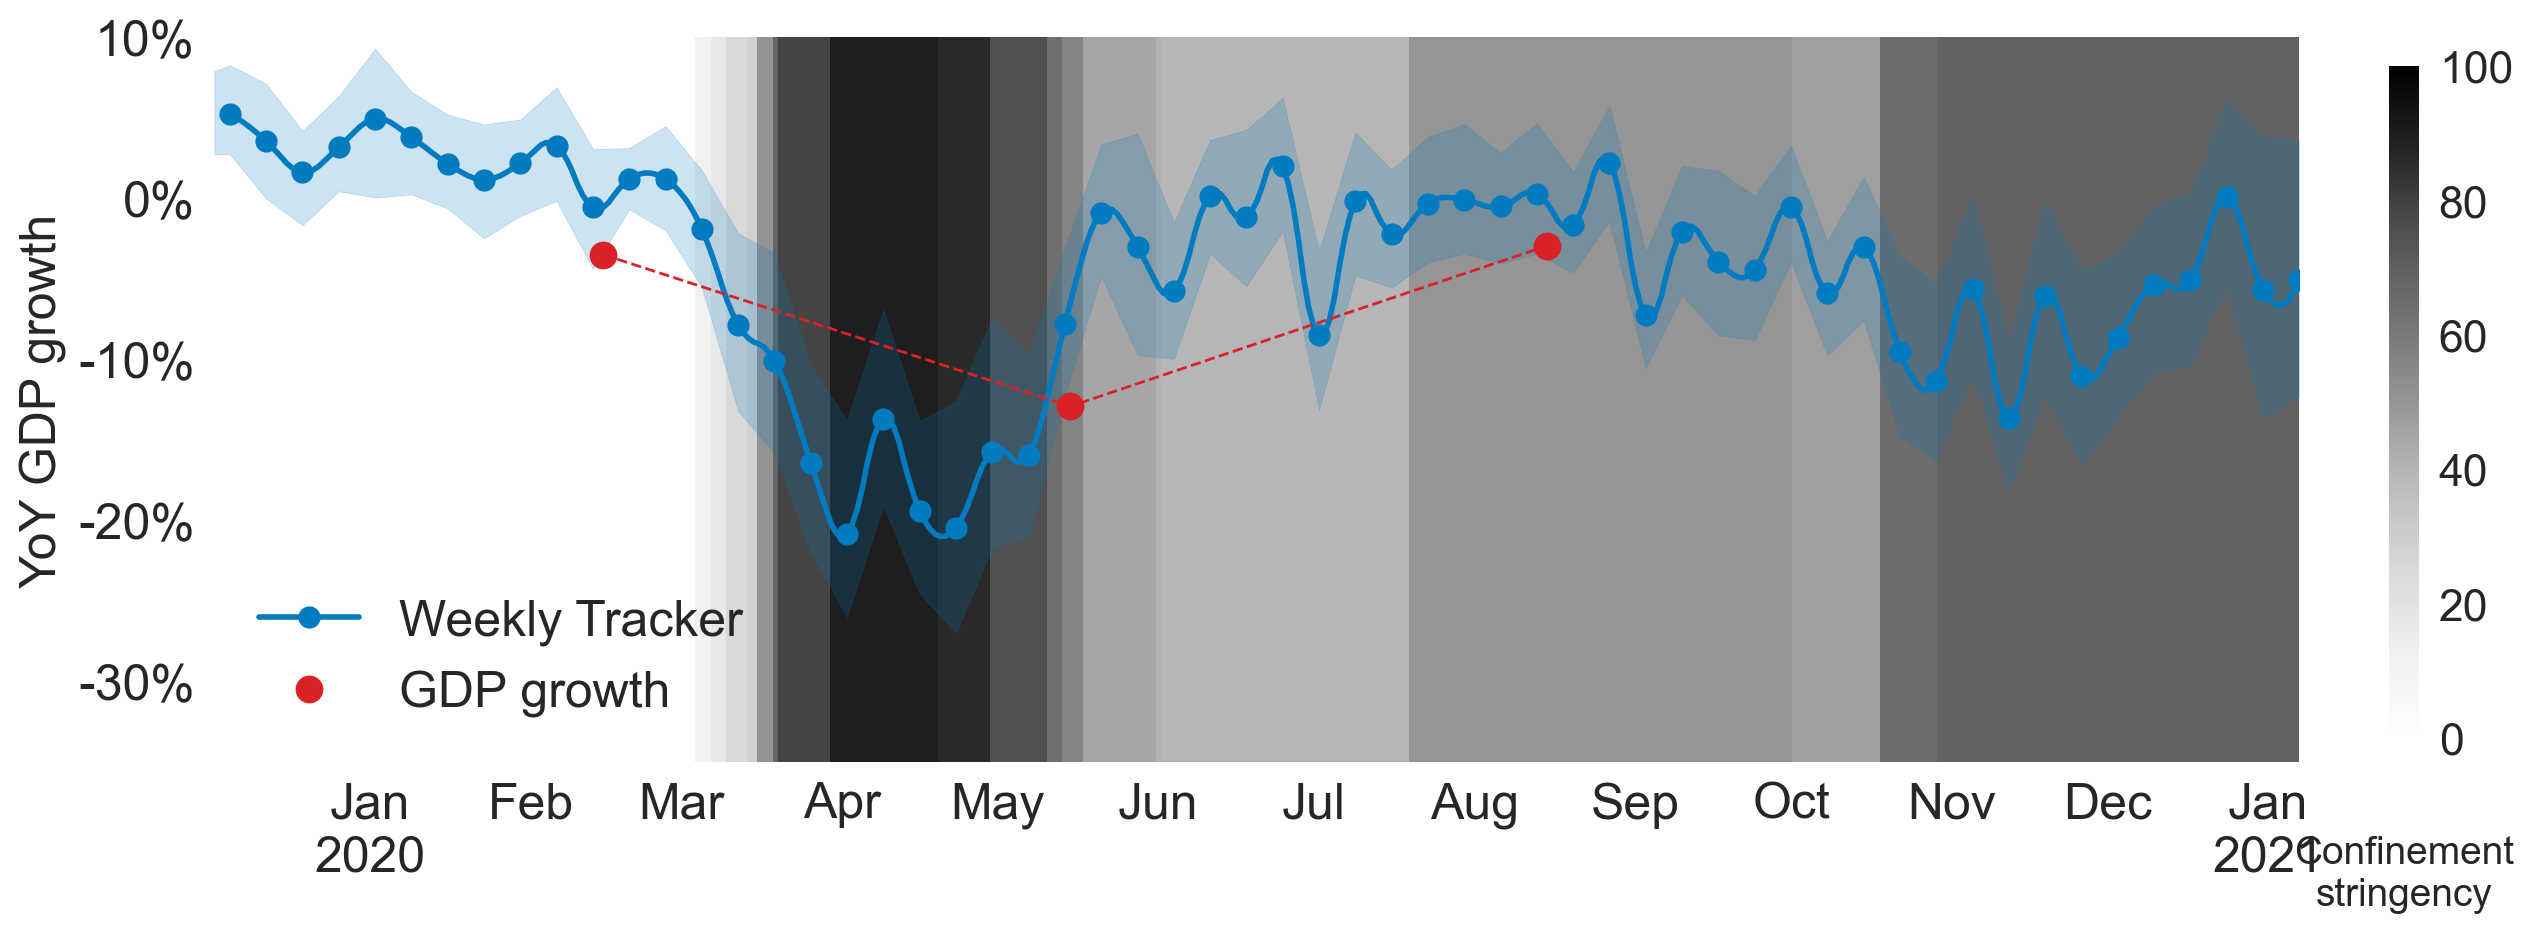 10%
0%
-10%
-20%
-30%
YoY GDP growth
Weekly Tracker
GDP growth
Jan
2020
Feb
Mar
Apr
May
Jun
Jul
Aug
Sep
Oct
Nov
Dec
Jan
2021
100
80
60
40
20
0
Confinement
stringency